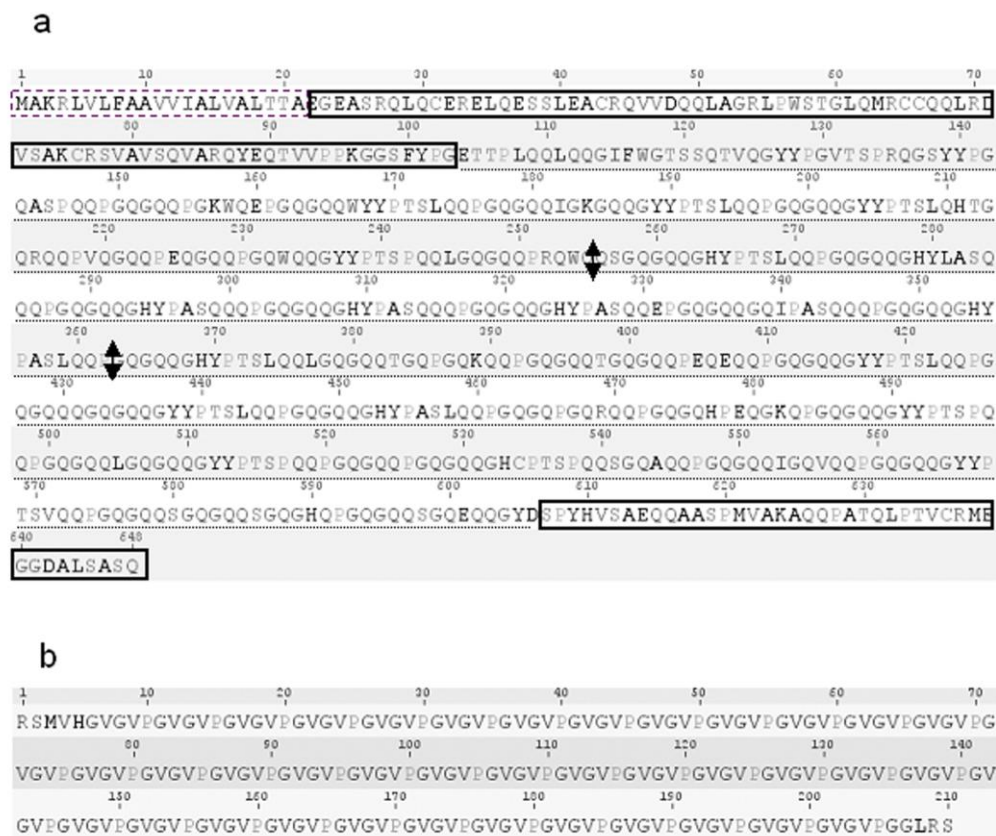 a
1 10 20 30 40 50 60 70
MAKRLVLFAAVVIALVALTTAEGEASRQLQCERELQESSLEACRQVVDQQLAGRLPWSTGLQMRCCQQLRD
80 90 100 110 120 130 140
VSAKCRSVAVSQVARQYEQTVVPPKGGSFYPGETTPLQQLQQGIFWGTSSQTVQGYYPGVTSPRQGSYYPG
150 160 170 180 190 200 210
QASPQQPGQGQQPGKWQEPGQGQQWYYPTSLQQPGQGQQIGKGQQGYYPTSLQQPGQGQQGYYPTSLQHTG
220 230 240 250 260 270 280
QRQQPVQGQQPEQGQQPGQWQQGYYPTSPQQLGQGQQPRQW QSGQGQQGHYPTSLQQPGQGQQGHYLASQ
290 300 310 320 330 340 350
QQPGQGQQGHYPASQQQPGQGQQGHYPASQQQPGQGQQGHYPASQQEPGQGQQGQIPASQQQPGQGQQGHY
360 370 380 390 400 410 420
PASLQQ GQGQQGHYPTSLQQLGQGQQTGQPGQKQQPGQGQQTGQGQQPEQEQQPGQGQQGYYPTSLQQPG
430 440 450 460 470 480 490
QGQQQGQGQQGYYPTSLQQPGQGQQGHYPASLQQPGQGQPGQRQQPGQGQHPEQGKQPGQGQQGYYPTSPQ
500 510 520 530 540 550 560
QPGQGQQLGQGQQGYYPTSPQQPGQGQQPGQGQQGHCPTSPQQSGQAQQPGQGQQIGQVQQPGQGQQGYYP
570 580 590 600 610 620 630
TSVQQPGQGQQSGQGQQSGQGHQPGQGQQSGQEQQGYDSPYHVSAEQQAASPMVAKAQQPATQLPTVCRME
640 648
GGDALSASQ
b
1 10 20 30 40 50 60 70
RSMVHGVGVPGVGVPGVGVPGVGVPGVGVPGVGVPGVGVPGVGVPGVGVPGVGVPGVGVPGVGVPGVGVPG
80 90 100 110 120 130 140
VGVPGVGVPGVGVPGVGVPGVGVPGVGVPGVGVPGVGVPGVGVPGVGVPGVGVPGVGVPGVGVPGVGVPGV
150 160 170 180 190 200 210
GVPGVGVPGVGVPGVGVPGVGVPGVGVPGVGVPGVGVPGVGVPGVGVPGVGVPGVGVPGVGVPGGLRS